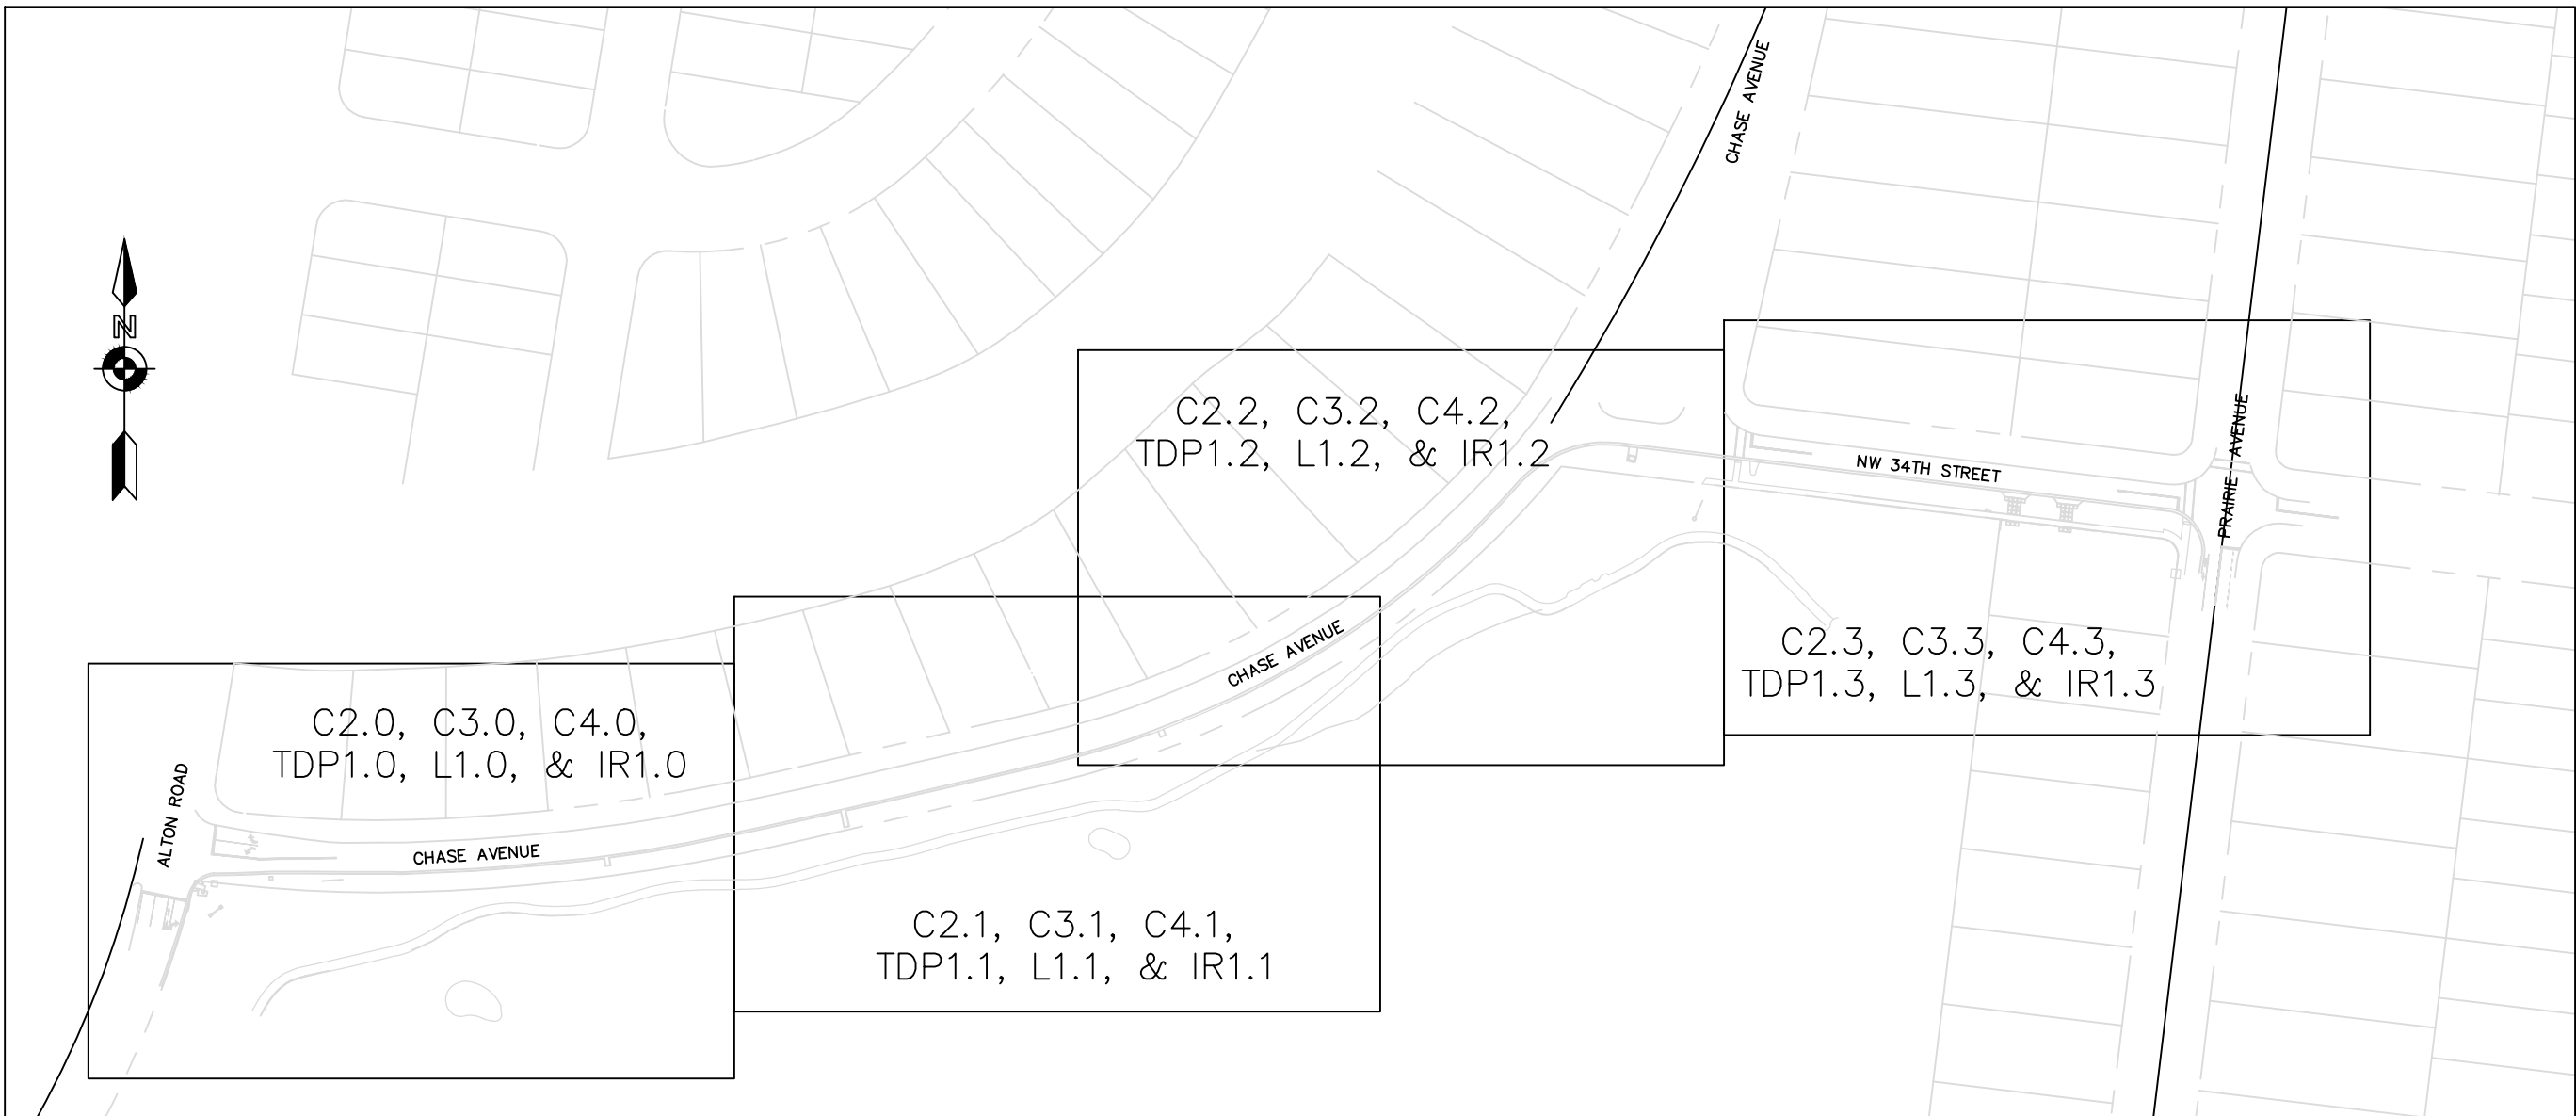 CHASE AVENUE
N
C2.2, C3.2, C4.2,
TDP1.2, L1.2, & IR1.2
NW 34TH STREET
PRAIRIE AVENUE
CHASE AVENUE
C2.3, C3.3, C4.3,
TDP1.3, L1.3, & IR1.3
C2.0, C3.0, C4.0,
TDP1.0, L1.0, & IR1.0
ALTON ROAD
CHASE AVENUE
C2.1, C3.1, C4.1,
TDP1.1, L1.1, & IR1.1